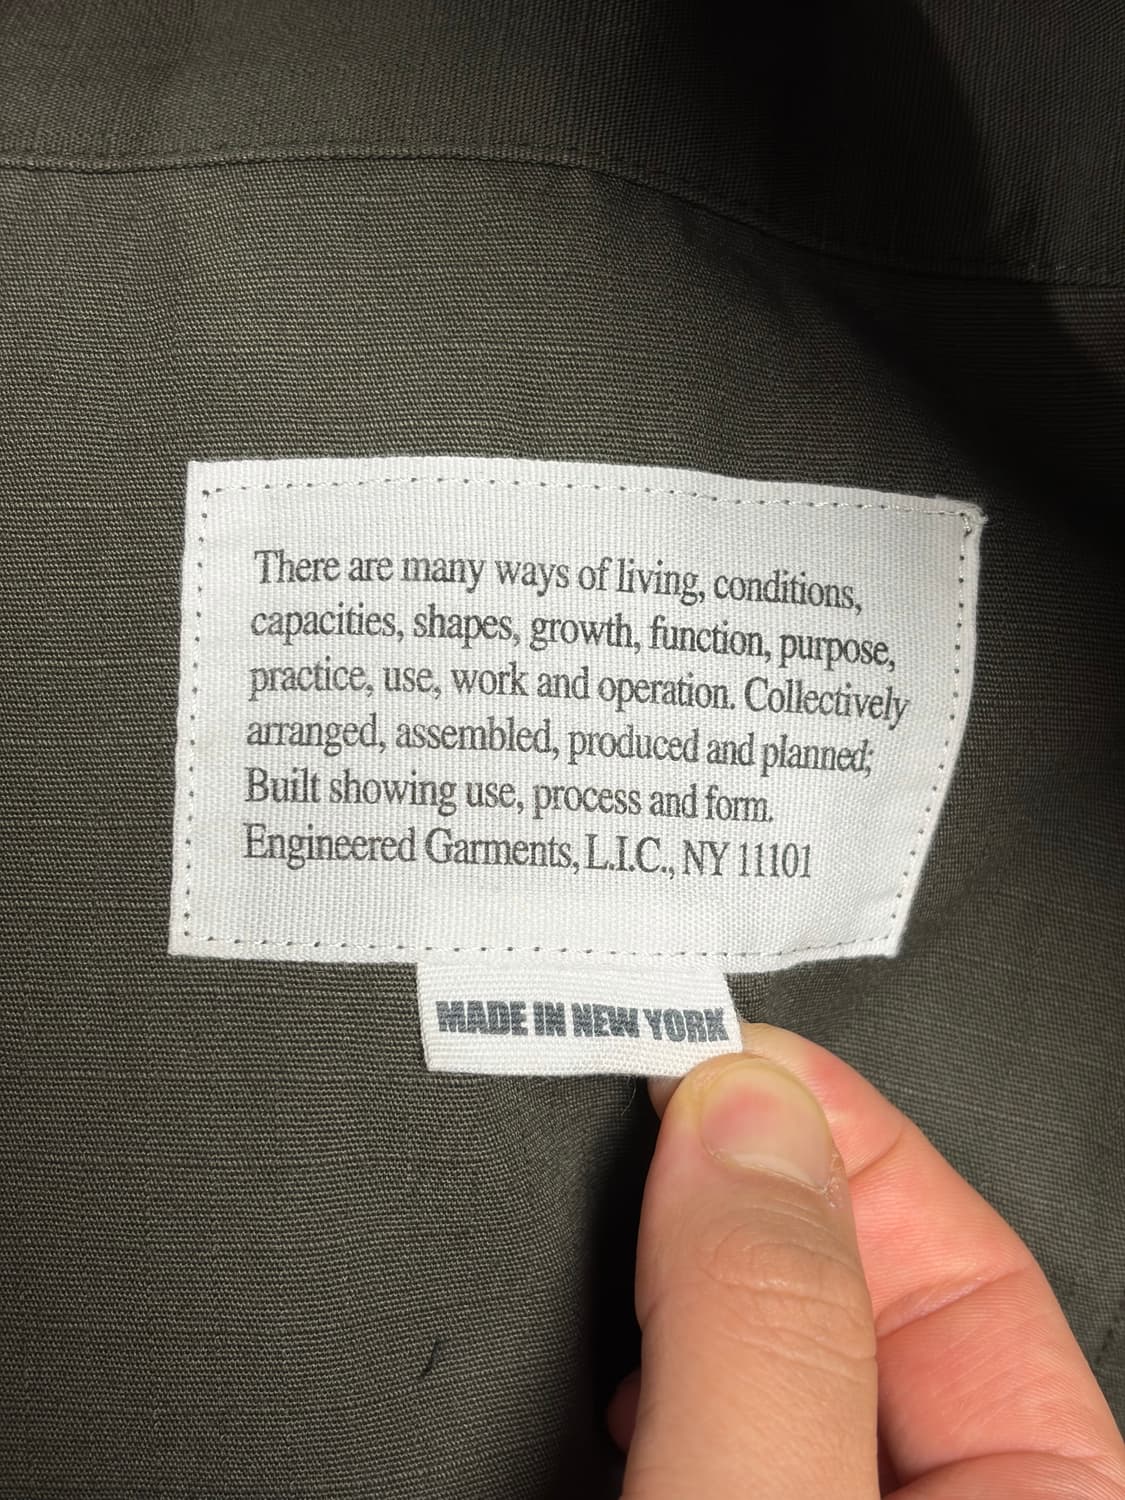 There are many ways of living, conditions,
capacities, shapes, growth, function, purpose,
practice, use, work and operation. Collectively
arranged, assembled, produced and planned;
Built showing use, process and form.
Engineered Garments, L.I.C., NY 11101
MADE IN NEW YORK